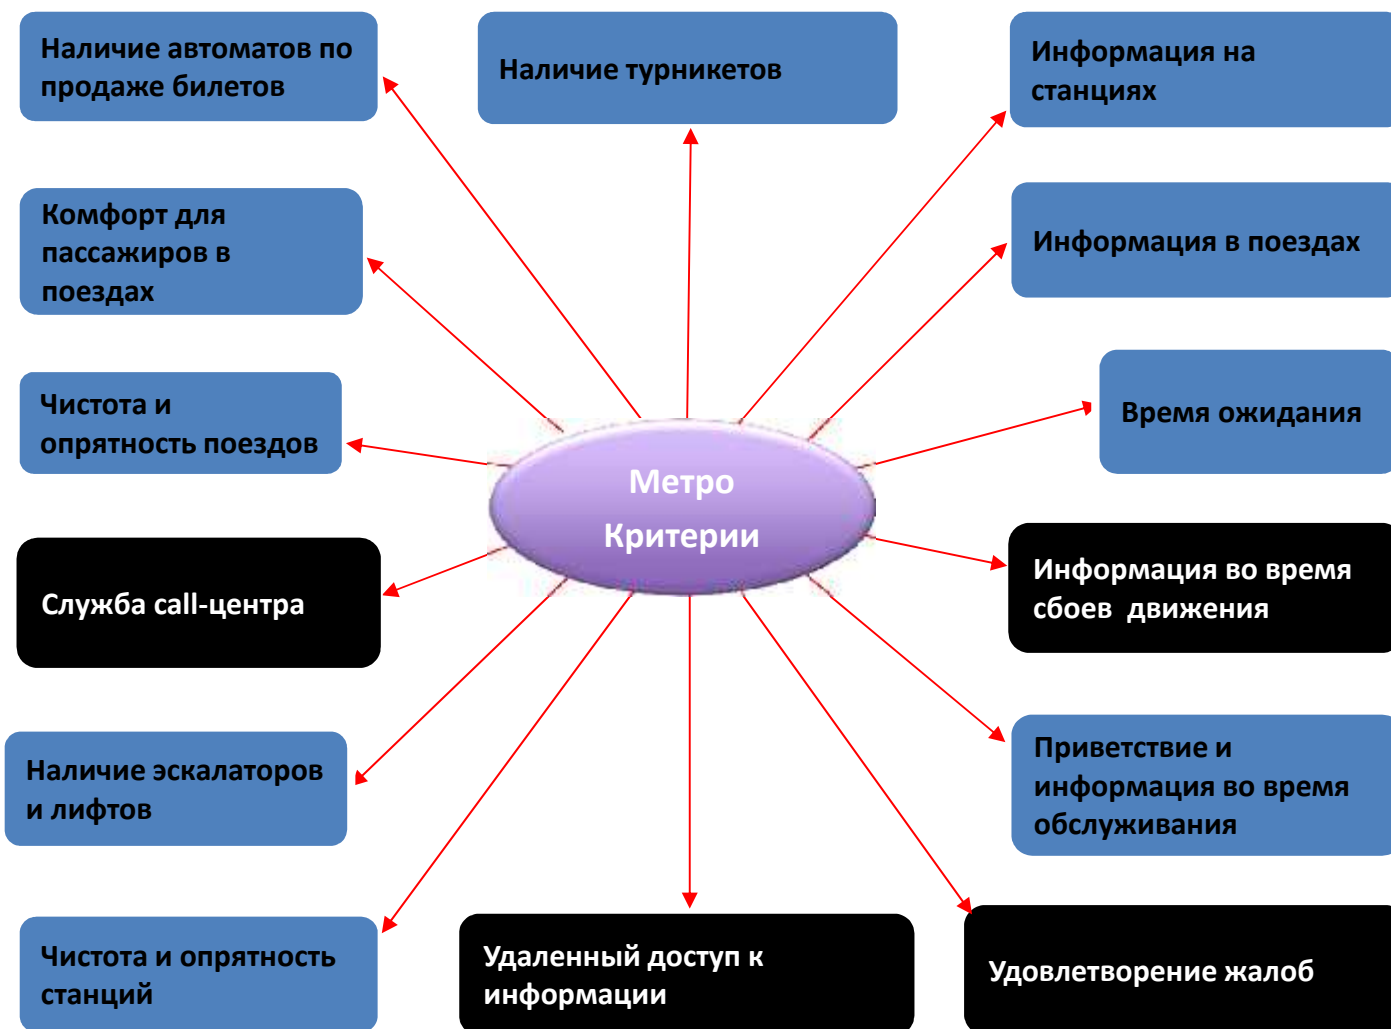 Наличие автоматов по
продаже билетов
Наличие турникетов
Информация на
станциях
Комфорт для
пассажиров в
поездах
Информация в поездах
Чистота и
опрятность поездов
Время ожидания
Метро
Критерии
Служба call-центра
Информация во время
сбоев движения
Наличие эскалаторов
и лифтов
Приветствие и
информация во время
обслуживания
Чистота и опрятность
станций
Удаленный доступ к
информации
Удовлетворение жалоб